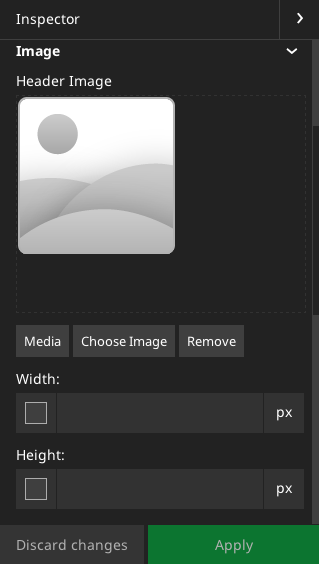 Inspector
Image
Header Image
Media Choose Image Remove
Width:
px
Height:
px
Discard changes Apply